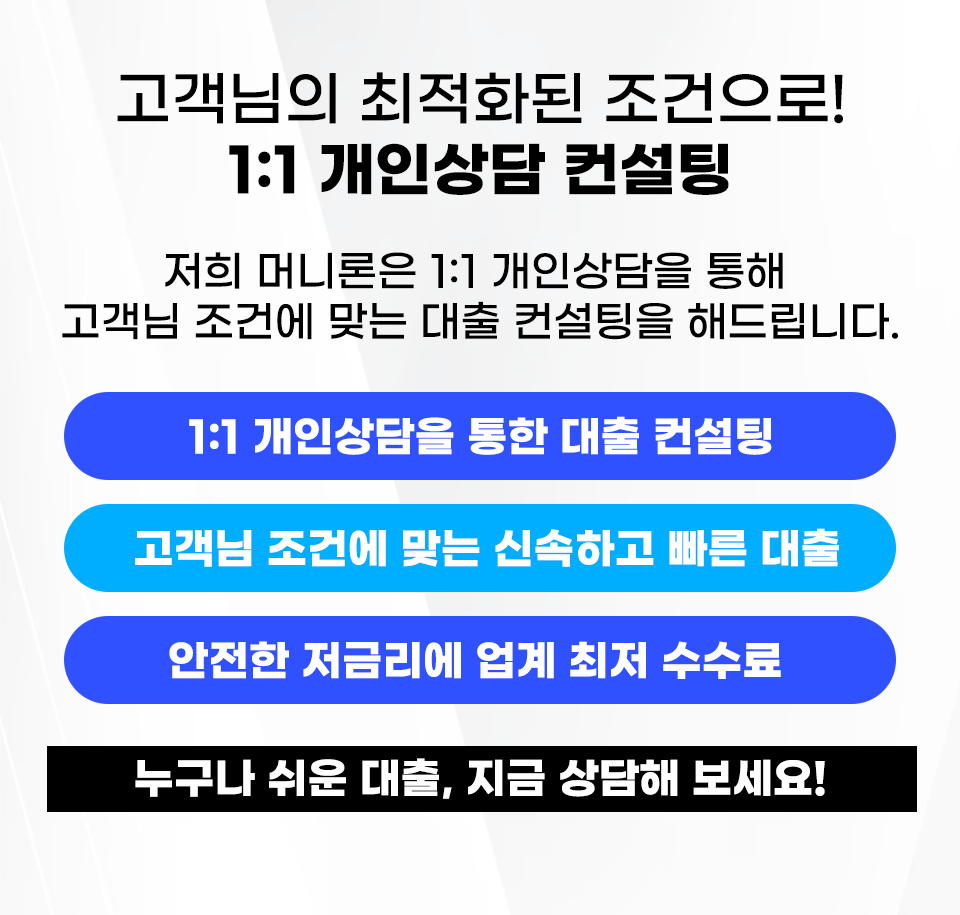 고객님의 최적화된 조건으로!
1:1 개인상담 컨설팅
저희 머니론은 1:1 개인상담을 통해
고객님 조건에 맞는 대출 컨설팅을 해드립니다.
1:1 개인상담을 통한 대출 컨설팅
고객님 조건에 맞는 신속하고 빠른 대출
안전한 저금리에 업계 최저 수수료
누구나 쉬운 대출, 지금 상담해 보세요!